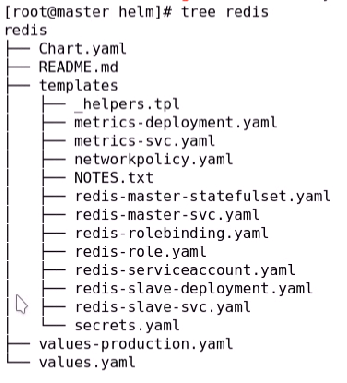 [root@master helm]# tree redis
redis
├── Chart.yaml
├── README.md
├── templates
│   ├── _helpers.tpl
│   ├── metrics-deployment.yaml
│   ├── metrics-svc.yaml
│   ├── networkpolicy.yaml
│   ├── NOTES.txt
│   ├── redis-master-statefulset.yaml
│   ├── redis-master-svc.yaml
│   ├── redis-rolebinding.yaml
│   ├── redis-role.yaml
│   ├── redis-serviceaccount.yaml
│   ├── redis-slave-deployment.yaml
│   ├── redis-slave-svc.yaml
│   └── secrets.yaml
├── values-production.yaml
└── values.yaml